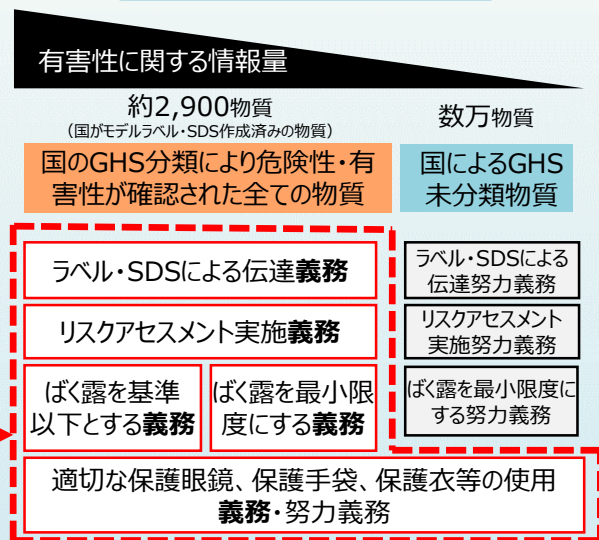 有害性に関する情報量
約2,900物質
（国がモデルラベル・SDS作成済みの物質）
数万物質
国のGHS分類により危険性・有
害性が確認された全ての物質
国によるGHS
未分類物質
ラベル・SDSによる伝達義務
ラベル・SDSによる
伝達努力義務
リスクアセスメント実施義務
リスクアセスメント
実施努力義務
ばく露を基準
以下とする義務
ばく露を最小限
度にする義務
ばく露を最小限度に
する努力義務
適切な保護眼鏡、保護手袋、保護衣等の使用
義務・努力義務